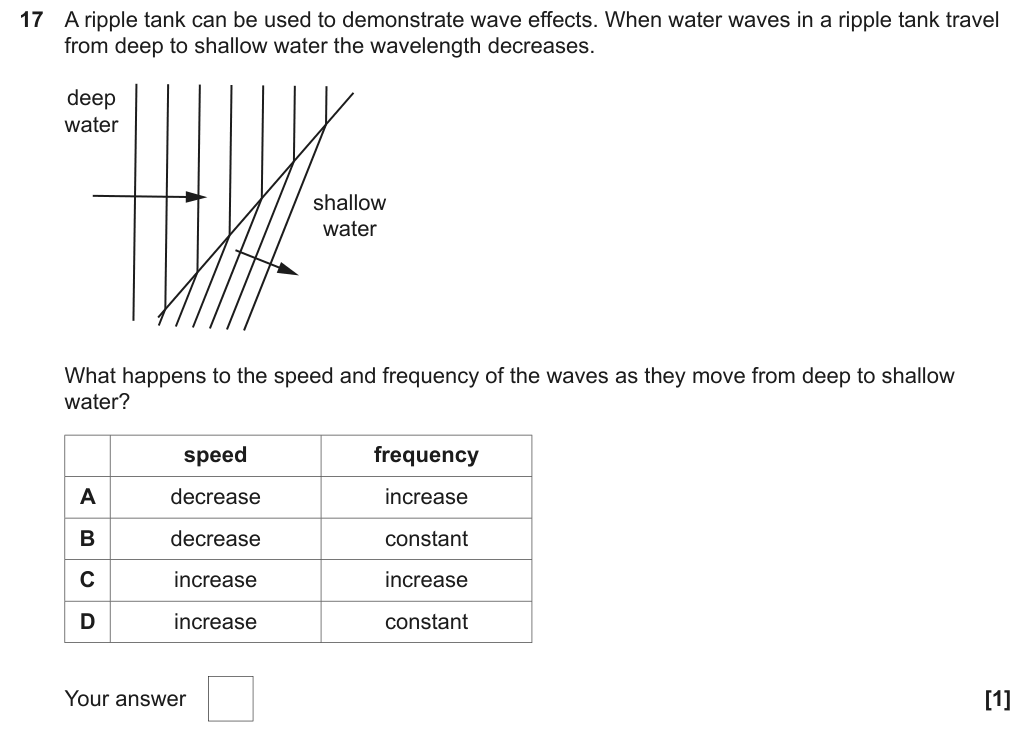 17 A ripple tank can be used to demonstrate wave effects. When water waves in a ripple tank travel
from deep to shallow water the wavelength decreases.
deep
water
shallow
water
What happens to the speed and frequency of the waves as they move from deep to shallow
water?
speed frequency
A decrease increase
B decrease constant
C increase increase
D increase constant
Your answer [1]